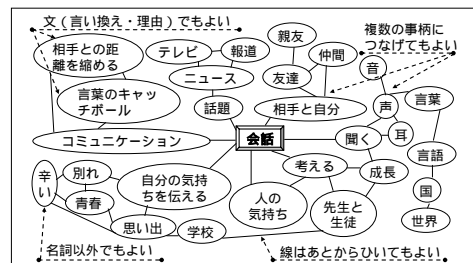 文（言い換え・理由）でもよい
複数の事柄に
つなげてもよい
相手との距
離を縮める
テレビ
報道
親友
仲間
音
ニュース
友達
言葉のキャッ
チボール
話題
相手と自分
声
言葉
コミュニケーション
会話
聞く
耳
言語
考える
成長
辛
い
別れ
自分の気持
ちを伝える
国
青春
人の
気持ち
先生と
生徒
世界
思い出
学校
名詞以外でもよい
線はあとからひいてもよい